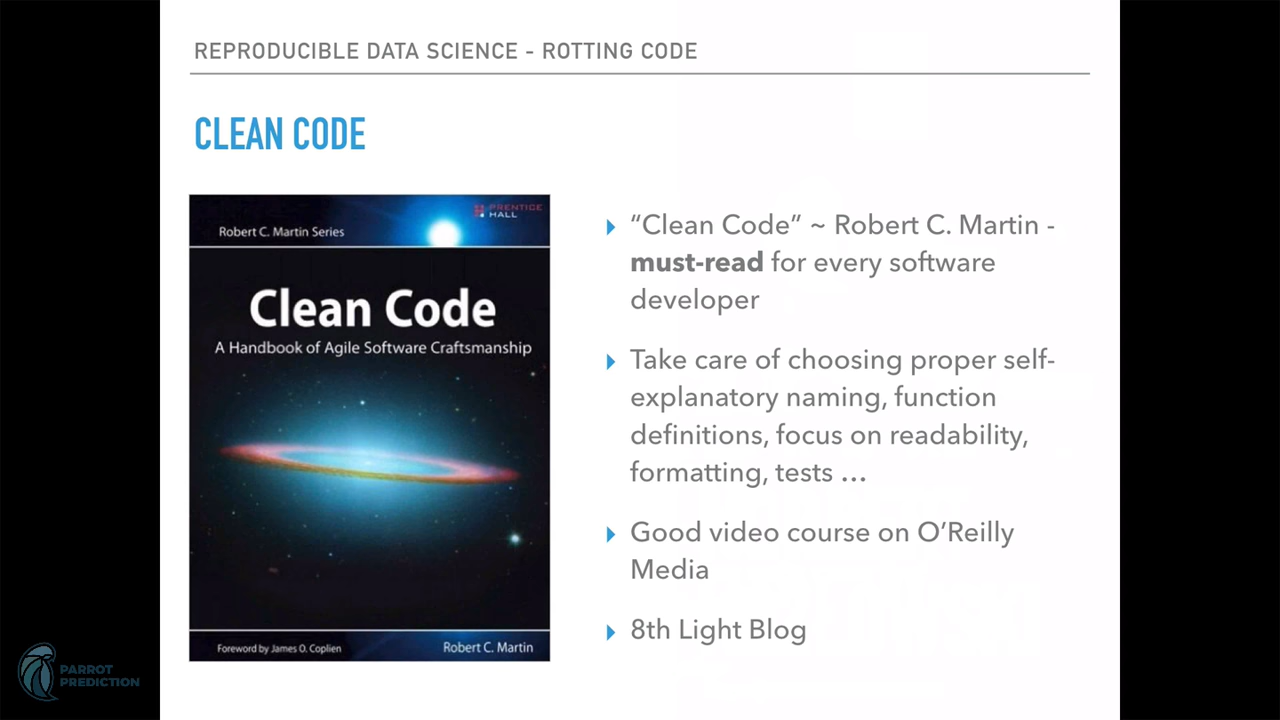 REPRODUCIBLE DATA SCIENCE - ROTTING CODE
CLEAN CODE
PRENTICE
HALL
Robert C. Martin Series
Clean Code
A Handbook of Agile Software Craftsmanship
Foreword by James O. Coplien
Robert C. Martin
“Clean Code” ~ Robert C. Martin -
must-read for every software
developer
Take care of choosing proper self-
explanatory naming, function
definitions, focus on readability,
formatting, tests …
Good video course on O’Reilly
Media
8th Light Blog
PARROT
PREDICTION